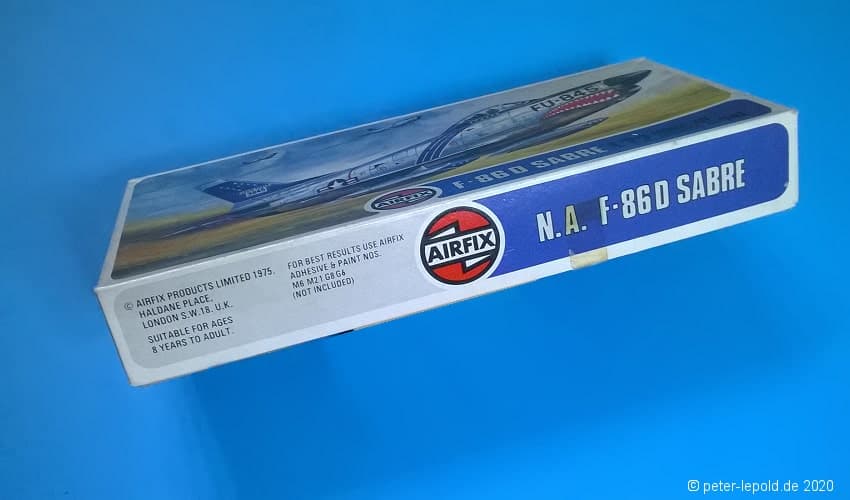 FU-845
F-86D SABRE
AIRFIX
N.A. F-86D SABRE
AIRFIX
FOR BEST RESULTS USE AIRFIX
ADHESIVE & PAINT NOS.
M6 M21 G8 G6
(NOT INCLUDED)
© AIRFIX PRODUCTS LIMITED 1975.
HALDANE PLACE,
LONDON S.W.18. U.K.
SUITABLE FOR AGES
8 YEARS TO ADULT.
© peter-lepold.de 2020